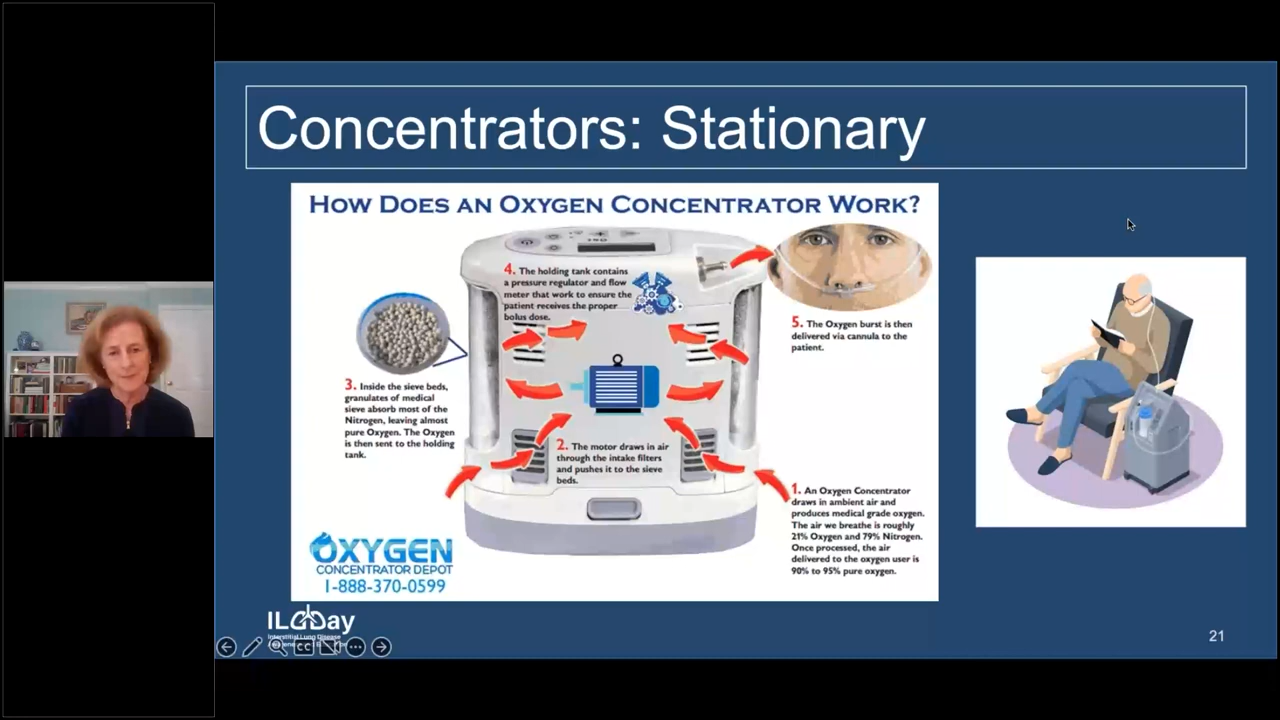 Concentrators: Stationary
HOW DOES AN OXYGEN CONCENTRATOR WORK?
4. The holding tank contains
a pressure regulator and flow
meter that work to ensure the
patient receives the proper
bolus dose.
5. The Oxygen burst is then
delivered via cannula to the
patient.
3. Inside the sieve beds,
granulates of medical
sieve absorb most of the
Nitrogen, leaving almost
pure Oxygen. The Oxygen
is then sent to the holding
tank.
2. The motor draws in air
through the intake filters
and pushes it to the sieve
beds.
1. An Oxygen Concentrator
draws in ambient air and
produces medical grade oxygen.
The air we breathe is roughly
21% Oxygen and 79% Nitrogen.
Once processed, the air
delivered to the oxygen user is
90% to 95% pure oxygen.
OXYGEN
CONCENTRATOR DEPOT
1-888-370-0599
ILDDay
Interstitial Lung Disease
CC
21